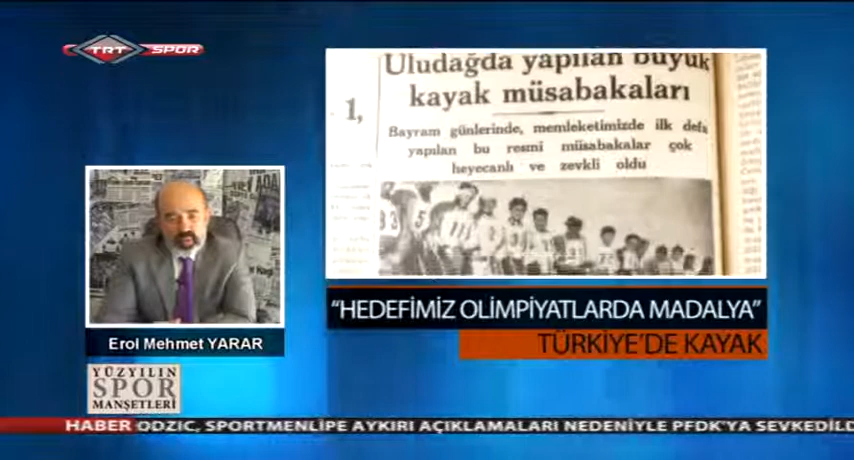 TRT SPOR
Uludağda yapılan büyük
kayak müsabakaları
1,
Bayram günlerinde, memleketimizde ilk defa
yapılan bu resmî müsabakalar çok
heyecanlı ve zevkli oldu
"HEDEFİMİZ OLİMPİYATLARDA MADALYA"
TÜRKİYE'DE KAYAK
Erol Mehmet YARAR
YÜZYILIN
SPOR
MANŞETLERİ
HABER ODZIC, SPORTMENLİPE AYKIRI AÇIKLAMALARI NEDENİYLE PFDK'YA SEVKEDİLD